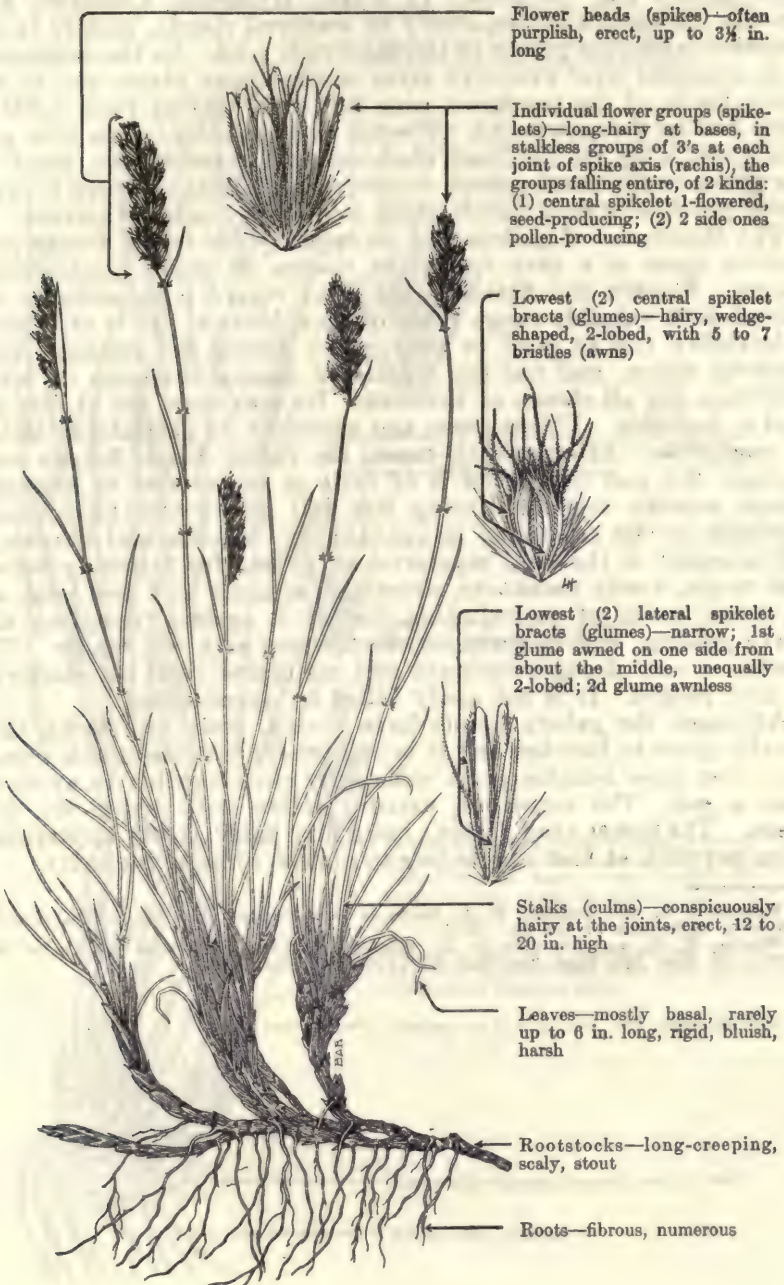 Flower heads (spikes)—often
purplish, erect, up to 3½ in.
long
Individual flower groups (spike-
lets)—long-hairy at bases, in
stalkless groups of 3's at each
joint of spike axis (rachis), the
groups falling entire, of 2 kinds:
(1) central spikelet 1-flowered,
seed-producing; (2) 2 side ones
pollen-producing
Lowest (2) central spikelet
bracts (glumes)—hairy, wedge-
shaped, 2-lobed, with 5 to 7
bristles (awns)
Lowest (2) lateral spikelet
bracts (glumes)—narrow; 1st
glume awned on one side from
about the middle, unequally
2-lobed; 2d glume awnless
Stalks (culms)—conspicuously
hairy at the joints, erect, 12 to
20 in. high
Leaves—mostly basal, rarely
up to 6 in. long, rigid, bluish,
harsh
Rootstocks—long-creeping,
scaly, stout
Roots—fibrous, numerous